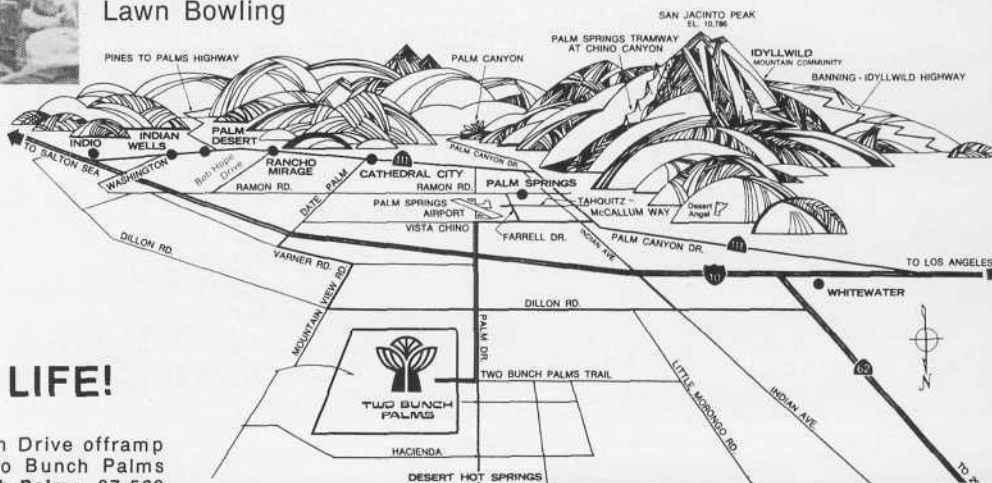 Lawn Bowling
SAN JACINTO PEAK
EL. 10,786
PINES TO PALMS HIGHWAY
PALM CANYON
PALM SPRINGS TRAMWAY
AT CHINO CANYON
IDYLLWILD
MOUNTAIN COMMUNITY
BANNING - IDYLLWILD HIGHWAY
TO SALTON SEA
INDIO
INDIAN
WELLS
PALM
DESERT
WASHINGTON
Bob Hope
Drive
RANCHO
MIRAGE
CATHEDRAL CITY
111
PALM CANYON DR.
RAMON RD.
RAMON RD.
DATE PALM
PALM SPRINGS
PALM SPRINGS
AIRPORT
TAHQUITZ -
McCALLUM WAY
Desert
Angel
VISTA CHINO
FARRELL DR.
INDIAN AVE.
PALM CANYON DR.
111
DILLON RD.
VARNER RD.
10
TO LOS ANGELES
WHITEWATER
MOUNTAIN VIEW RD.
DILLON RD.
PALM DR.
N
62
TWO BUNCH PALMS TRAIL
LITTLE MORONGO RD.
INDIAN AVE.
TWO BUNCH
PALMS
HACIENDA
DESERT HOT SPRINGS
LIFE!
Drive offramp
Bunch Palms